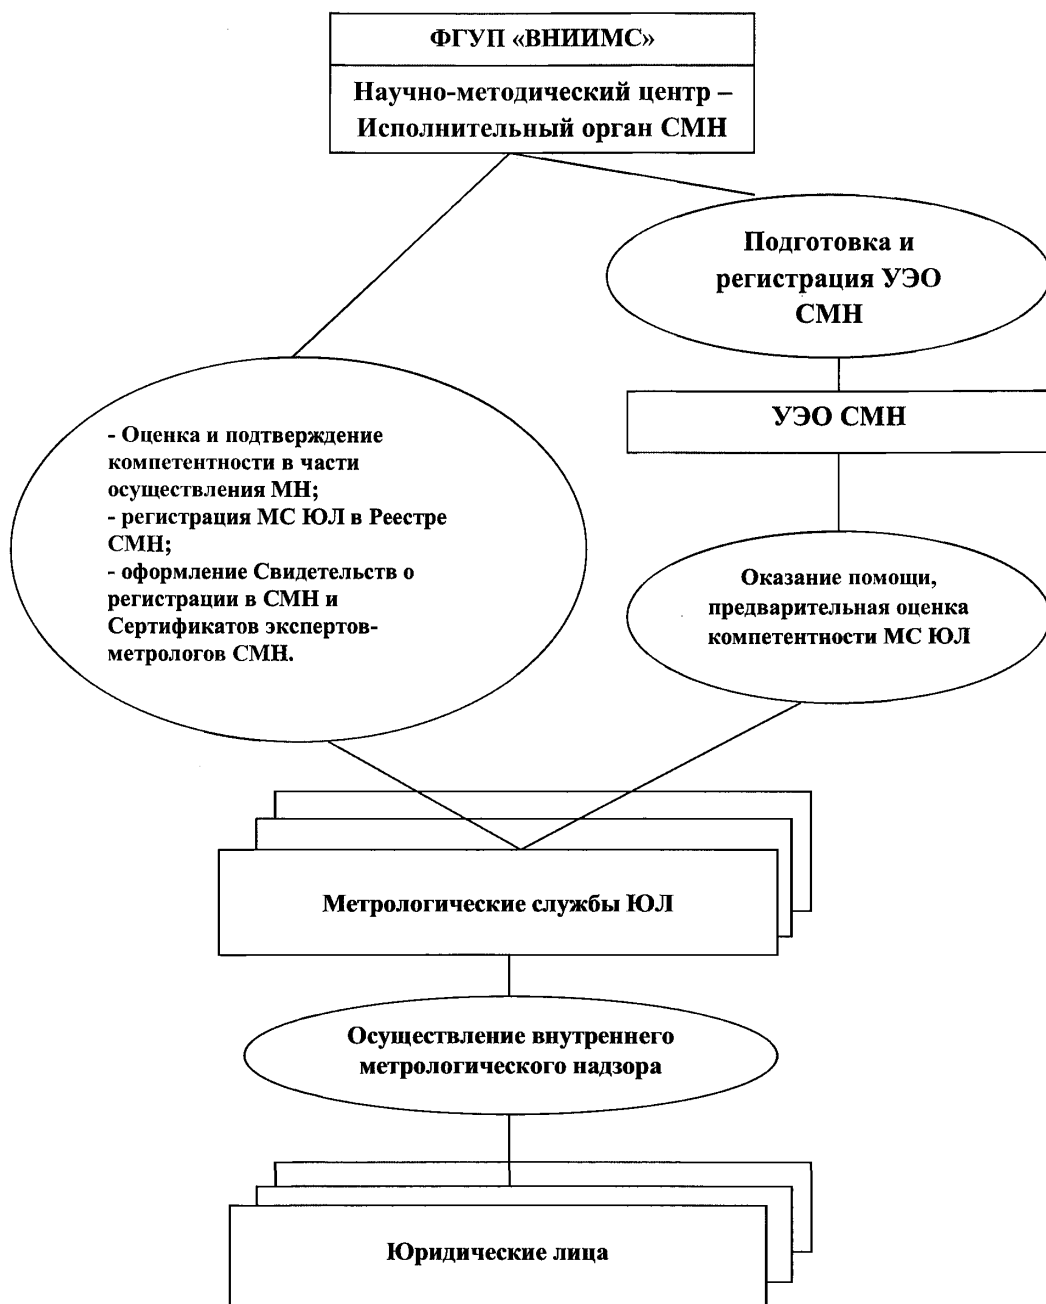 ФГУП «ВНИИМС»
Научно-методический центр –
Исполнительный орган СМН
Подготовка и
регистрация УЭО
СМН
УЭО СМН
- Оценка и подтверждение
компетентности в части
осуществления МН;
- регистрация МС ЮЛ в Реестре
СМН;
- оформление Свидетельств о
регистрации в СМН и
Сертификатов экспертов-
метрологов СМН.
Оказание помощи,
предварительная оценка
компетентности МС ЮЛ
Метрологические службы ЮЛ
Осуществление внутреннего
метрологического надзора
Юридические лица